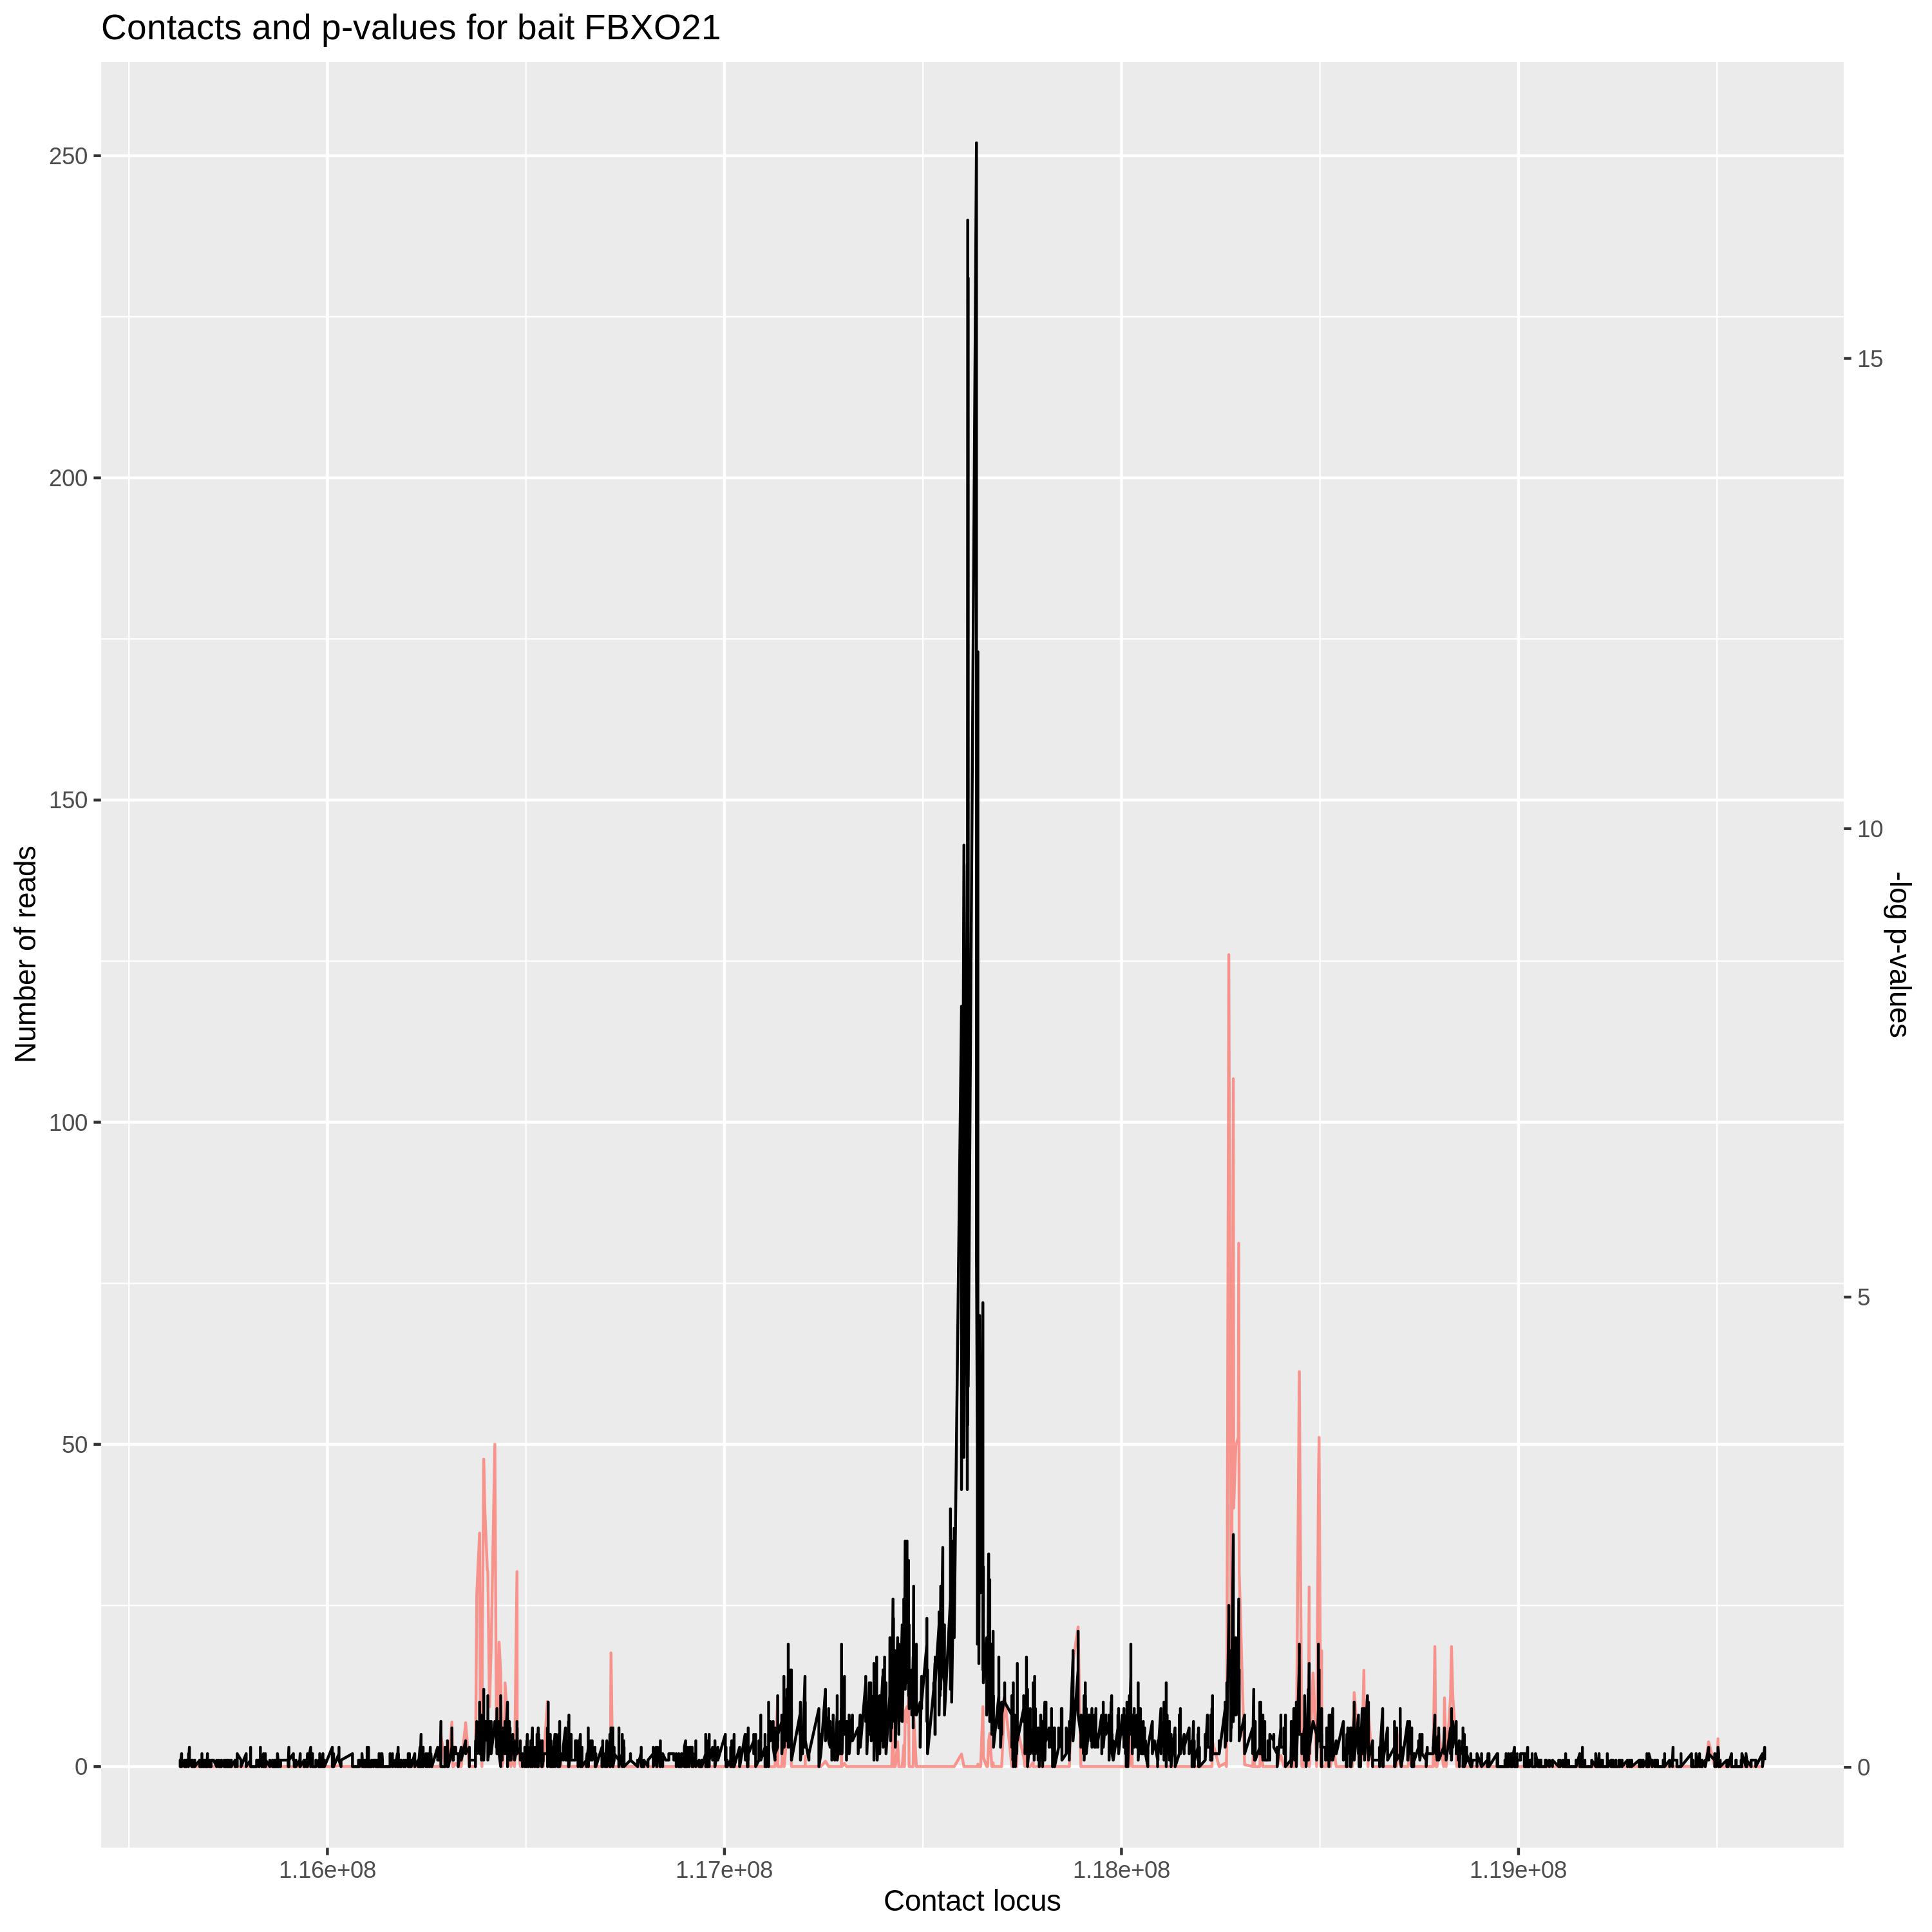 Contacts and p-values for bait FBXO21
250
200
150
100
50
0
Number of reads
15
10
5
0
-log p-values
1.16e+08
1.17e+08
1.18e+08
1.19e+08
Contact locus